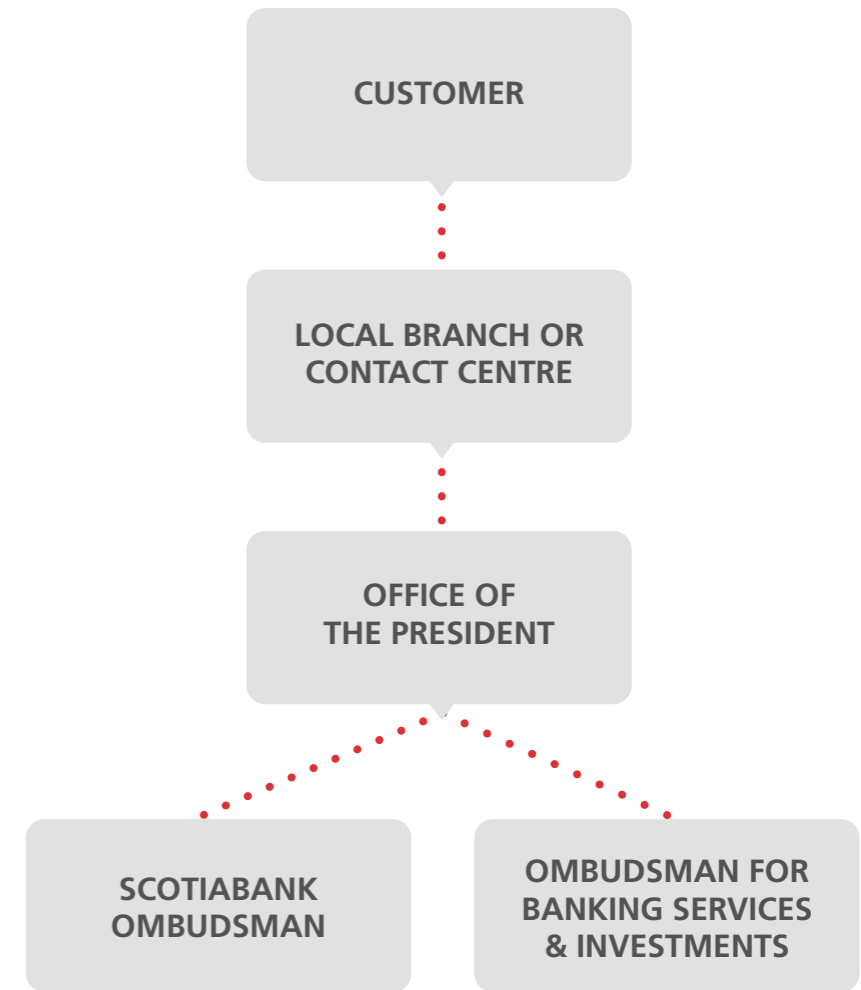 CUSTOMER
LOCAL BRANCH OR
CONTACT CENTRE
OFFICE OF
THE PRESIDENT
SCOTIABANK
OMBUDSMAN
OMBUDSMAN FOR
BANKING SERVICES
& INVESTMENTS